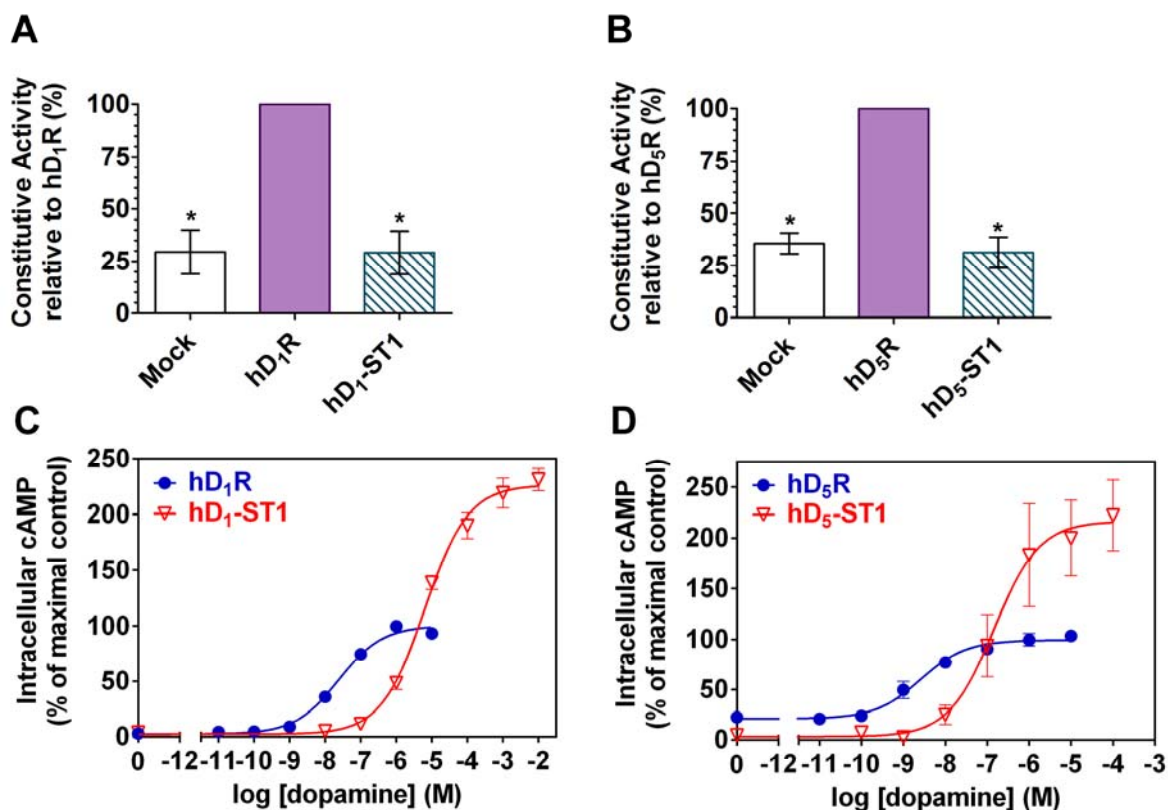 A
Constitutive Activity
relative to hD₁R (%)
100
75
50
25
0
*
*
Mock
hD₁R
hD₁-ST1
B
Constitutive Activity
relative to hD₅R (%)
100
75
50
25
0
*
*
Mock
hD₅R
hD₅-ST1
C
Intracellular cAMP
(% of maximal control)
250
200
150
100
50
0
hD₁R
hD₁-ST1
0 -12 -11 -10 -9 -8 -7 -6 -5 -4 -3 -2
log [dopamine] (M)
D
Intracellular cAMP
(% of maximal control)
250
200
150
100
50
0
hD₅R
hD₅-ST1
0 -12 -11 -10 -9 -8 -7 -6 -5 -4 -3
log [dopamine] (M)